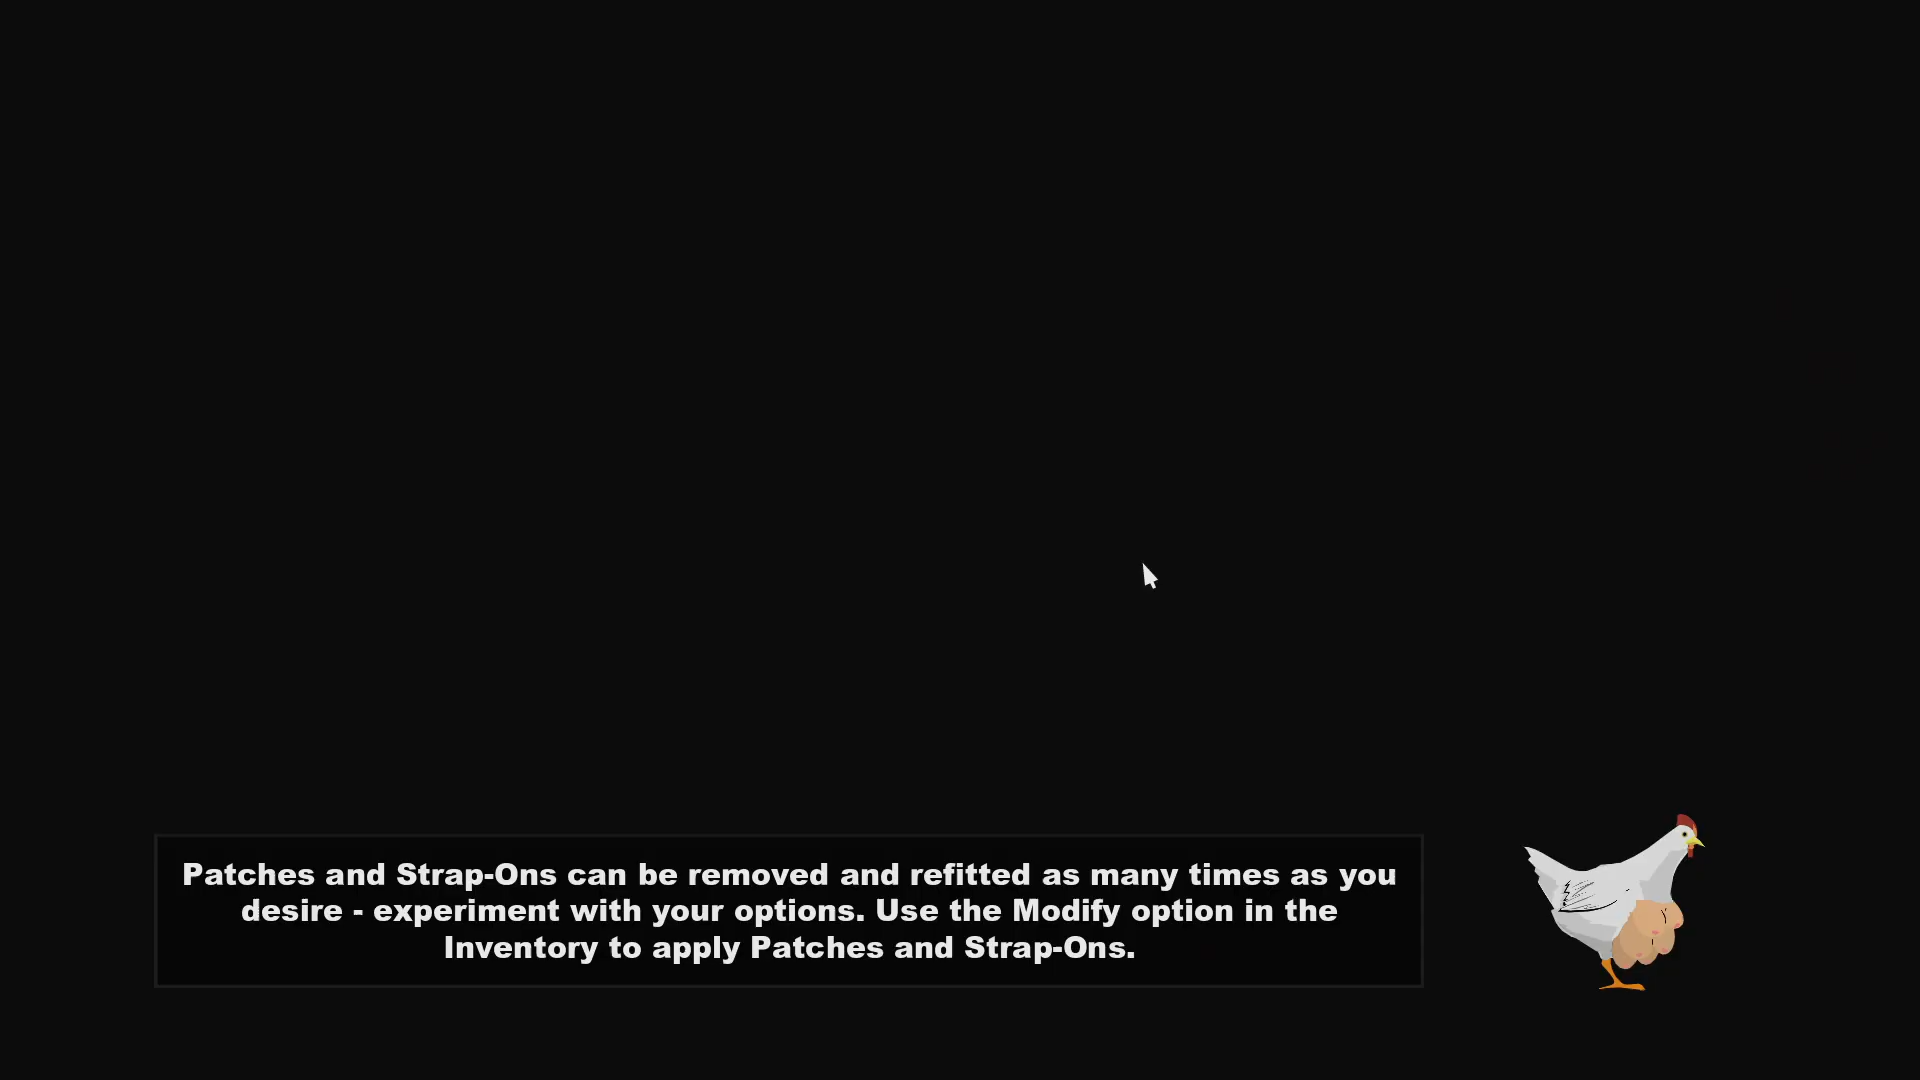 Patches and Strap-Ons can be removed and refitted as many times as you
desire - experiment with your options. Use the Modify option in the
Inventory to apply Patches and Strap-Ons.